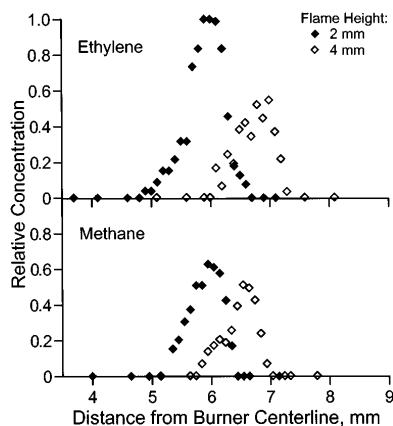 Flame Height:
2 mm
4 mm
Ethylene
1.0
0.8
0.6
0.4
0.2
0
Relative Concentration
Methane
0.8
0.6
0.4
0.2
0
4 5 6 7 8 9
Distance from Burner Centerline, mm